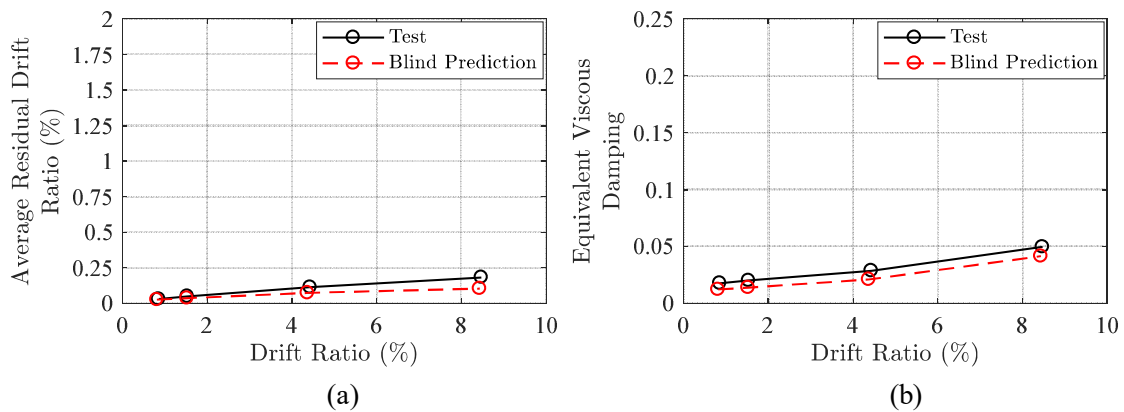 Average Residual Drift
Ratio (%)
2
1.75
1.5
1.25
1
0.75
0.5
0.25
0
Test
Blind Prediction
0 2 4 6 8 10
Drift Ratio (%)
(a)
Equivalent Viscous
Damping
0.25
0.2
0.15
0.1
0.05
0
Test
Blind Prediction
0 2 4 6 8 10
Drift Ratio (%)
(b)